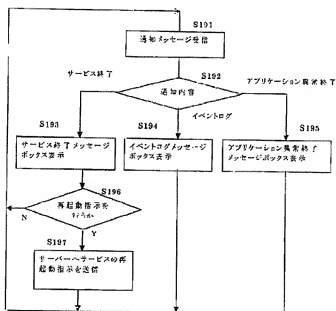 S191
通知メッセージ受信
サービス終了
S192
アプリケーション異常終了
通知内容
イベントログ
S193
S194
S195
サービス終了メッセージ
ボックス表示
イベントログメッセージ
ボックス表示
アプリケーション異常終了
メッセージボックス表示
S196
再起動指示を
行うか
N
Y
S197
サーバーへサービスの再
起動指示を送信